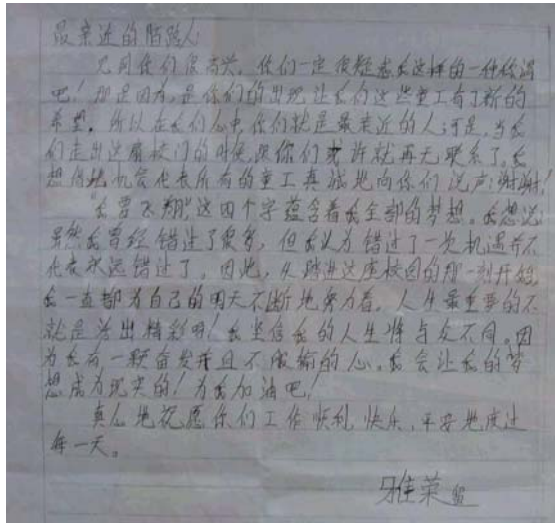 最亲近的陌路人:
见到你们很高兴。你们一定很疑惑我这样的一种称谓
吧!那是因为,是你们的出现让我们这些童工有了新的
希望。所以在我们心中你们就是最亲近的人;可是,当我
们走出这扇校门的时候跟你们或许就再无联系了。我
想借此机会代表所有的童工真诚地向你们说声:谢谢!
“我要飞翔”这四个字蕴含着我全部的梦想。我想说:
虽然我曾经错过了很多,但我认为错过了一次机遇并不
代表永远错过了。因此,从踏进这座校园的那一刻开始,
我一直都为自己的明天不断地努力着。人生最重要的不
就是活出精彩吗!我坚信我的人生将与众不同。因
为我有一颗奋发并且不服输的心。我会让我的梦
想成为现实的!为我加油吧!
真心地祝愿你们工作顺利 快乐、平安地度过
每一天。
雅荣 留